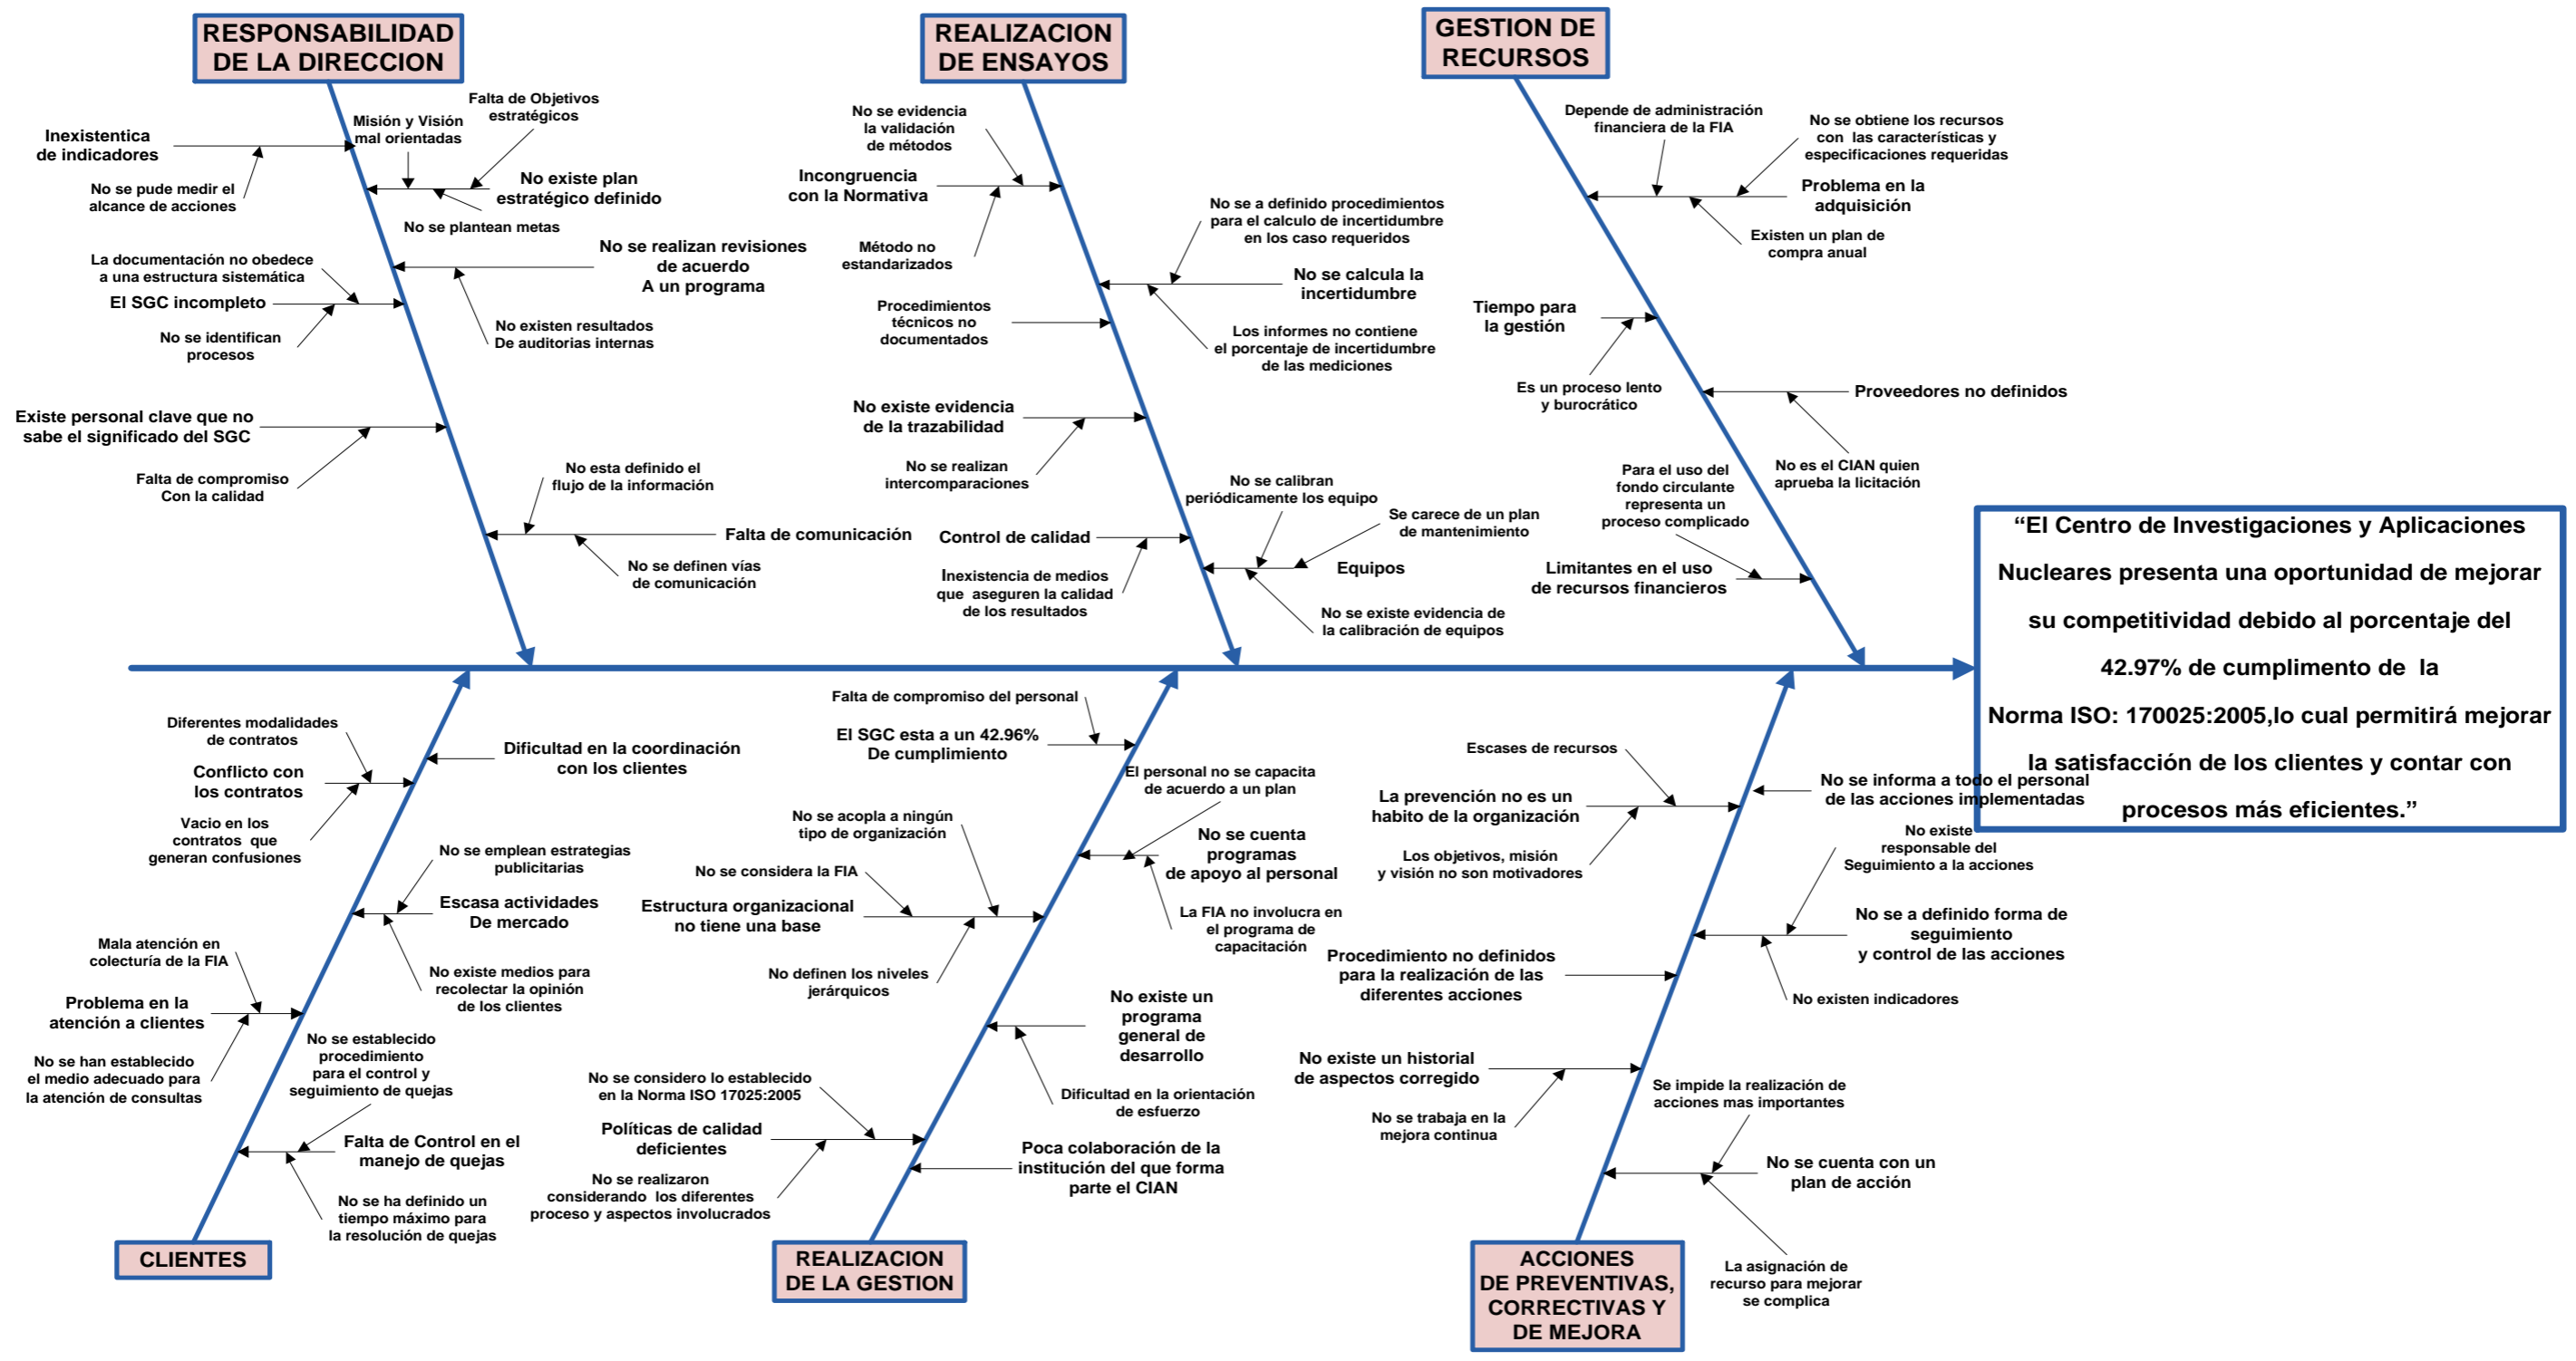 RESPONSABILIDAD
DE LA DIRECCION
Inexistentica
de indicadores
No se pude medir el
alcance de acciones
Misión y Visión
mal orientadas
Falta de Objetivos
estratégicos
No existe plan
estratégico definido
No se plantean metas
La documentación no obedece
a una estructura sistemática
El SGC incompleto
No se identifican
procesos
No se realizan revisiones
de acuerdo
A un programa
No existen resultados
De auditorias internas
Existe personal clave que no
sabe el significado del SGC
Falta de compromiso
Con la calidad
No esta definido el
flujo de la información
Falta de comunicación
No se definen vías
de comunicación
REALIZACION
DE ENSAYOS
No se evidencia
la validación
de métodos
Incongruencia
con la Normativa
Método no
estandarizados
No se a definido procedimientos
para el calculo de incertidumbre
en los caso requeridos
No se calcula la
incertidumbre
Los informes no contiene
el porcentaje de incertidumbre
de las mediciones
Procedimientos
técnicos no
documentados
No existe evidencia
de la trazabilidad
No se realizan
intercomparaciones
No se calibran
periódicamente los equipo
Se carece de un plan
de mantenimiento
Control de calidad
Inexistencia de medios
que aseguren la calidad
de los resultados
Equipos
No se existe evidencia de
la calibración de equipos
GESTION DE
RECURSOS
Depende de administración
financiera de la FIA
No se obtiene los recursos
con las características y
especificaciones requeridas
Problema en la
adquisición
Existen un plan de
compra anual
Tiempo para
la gestión
Es un proceso lento
y burocrático
Proveedores no definidos
No es el CIAN quien
aprueba la licitación
Para el uso del
fondo circulante
representa un
proceso complicado
Limitantes en el uso
de recursos financieros
“El Centro de Investigaciones y Aplicaciones
Nucleares presenta una oportunidad de mejorar
su competitividad debido al porcentaje del
42.97% de cumplimento de la
Norma ISO: 170025:2005,lo cual permitirá mejorar
la satisfacción de los clientes y contar con
procesos más eficientes.”
Diferentes modalidades
de contratos
Conflicto con
los contratos
Vacio en los
contratos que
generan confusiones
Dificultad en la coordinación
con los clientes
No se emplean estrategias
publicitarias
Escasa actividades
De mercado
No existe medios para
recolectar la opinión
de los clientes
Mala atención en
colecturía de la FIA
Problema en la
atención a clientes
No se han establecido
el medio adecuado para
la atención de consultas
No se establecido
procedimiento
para el control y
seguimiento de quejas
Falta de Control en el
manejo de quejas
No se ha definido un
tiempo máximo para
la resolución de quejas
CLIENTES
Falta de compromiso del personal
El SGC esta a un 42.96%
De cumplimiento
El personal no se capacita
de acuerdo a un plan
No se cuenta
programas
de apoyo al personal
La FIA no involucra en
el programa de
capacitación
No se acopla a ningún
tipo de organización
No se considera la FIA
Estructura organizacional
no tiene una base
No definen los niveles
jerárquicos
No existe un
programa
general de
desarrollo
Dificultad en la orientación
de esfuerzo
No se considero lo establecido
en la Norma ISO 17025:2005
Políticas de calidad
deficientes
No se realizaron
considerando los diferentes
proceso y aspectos involucrados
Poca colaboración de la
institución del que forma
parte el CIAN
REALIZACION
DE LA GESTION
Escases de recursos
La prevención no es un
habito de la organización
Los objetivos, misión
y visión no son motivadores
No se informa a todo el personal
de las acciones implementadas
No existe
responsable del
Seguimiento a la acciones
No se a definido forma de
seguimiento
y control de las acciones
No existen indicadores
Procedimiento no definidos
para la realización de las
diferentes acciones
No existe un historial
de aspectos corregido
No se trabaja en la
mejora continua
Se impide la realización de
acciones mas importantes
No se cuenta con un
plan de acción
La asignación de
recurso para mejorar
se complica
ACCIONES
DE PREVENTIVAS,
CORRECTIVAS Y
DE MEJORA